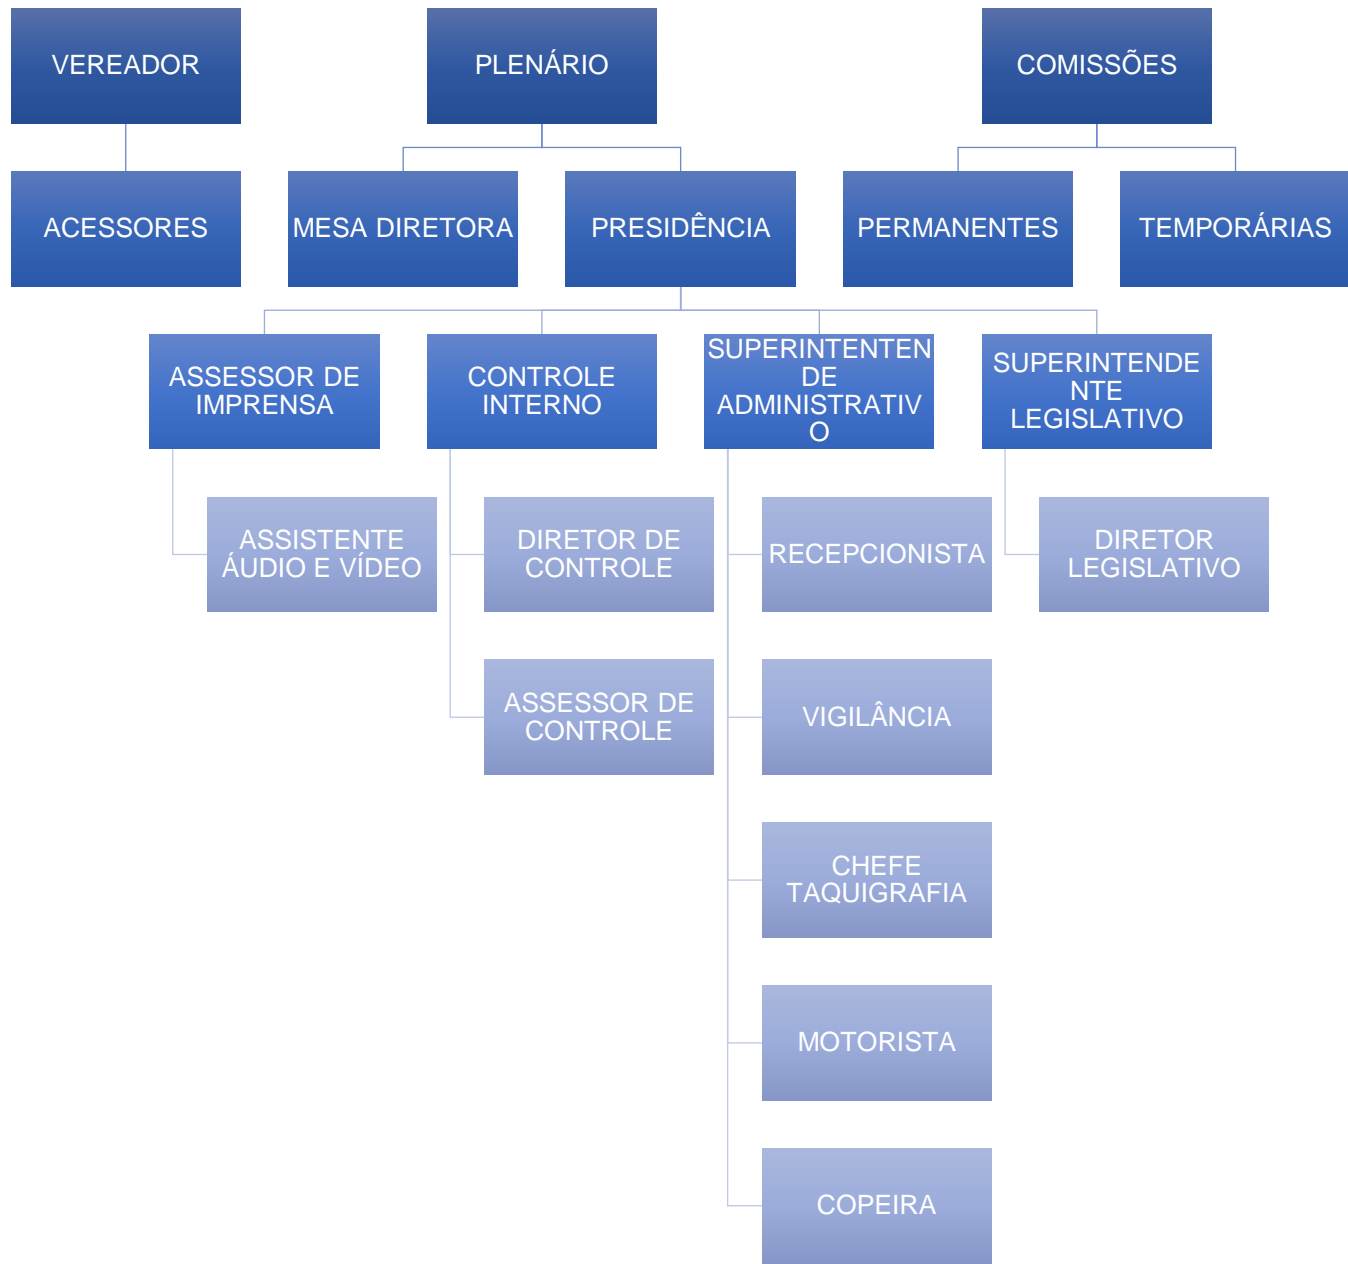 VEREADOR
PLENÁRIO
COMISSÕES
ACESSORES
MESA DIRETORA
PRESIDÊNCIA
PERMANENTES
TEMPORÁRIAS
ASSESSOR DE
IMPRENSA
CONTROLE
INTERNO
SUPERINTENTEN
DE
ADMINISTRATIV
O
SUPERINTENDE
NTE
LEGISLATIVO
ASSISTENTE
ÁUDIO E VÍDEO
DIRETOR DE
CONTROLE
RECEPCIONISTA
DIRETOR
LEGISLATIVO
ASSESSOR DE
CONTROLE
VIGILÂNCIA
CHEFE
TAQUIGRAFIA
MOTORISTA
COPEIRA